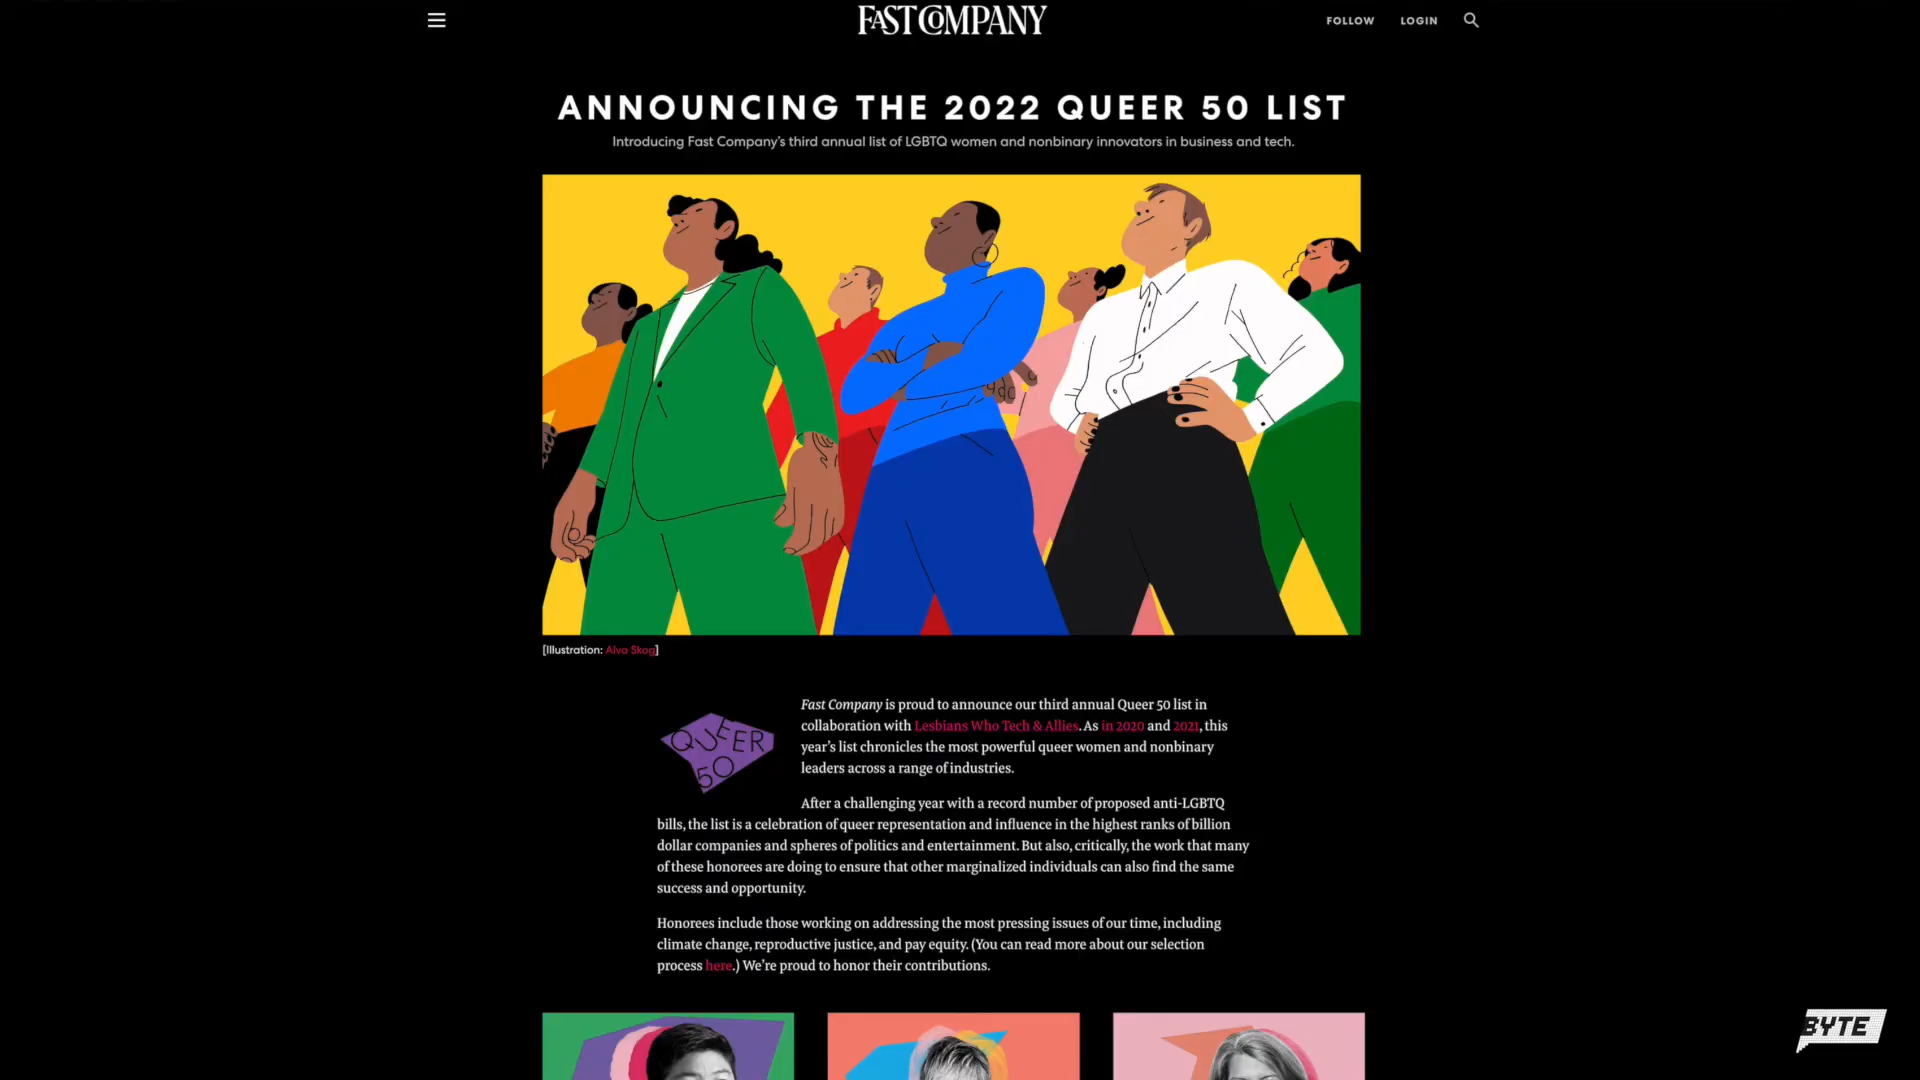 FAST COMPANY
FOLLOW
LOGIN
ANNOUNCING THE 2022 QUEER 50 LIST
Introducing Fast Company's third annual list of LGBTQ women and nonbinary innovators in business and tech.
[Illustration: Alva Skog]
QUEER
50
Fast Company is proud to announce our third annual Queer 50 list in
collaboration with Lesbians Who Tech & Allies. As in 2020 and 2021, this
year's list chronicles the most powerful queer women and nonbinary
leaders across a range of industries.
After a challenging year with a record number of proposed anti-LGBTQ
bills, the list is a celebration of queer representation and influence in the highest ranks of billion
dollar companies and spheres of politics and entertainment. But also, critically, the work that many
of these honorees are doing to ensure that other marginalized individuals can also find the same
success and opportunity.
Honorees include those working on addressing the most pressing issues of our time, including
climate change, reproductive justice, and pay equity. (You can read more about our selection
process here.) We're proud to honor their contributions.
BYTE